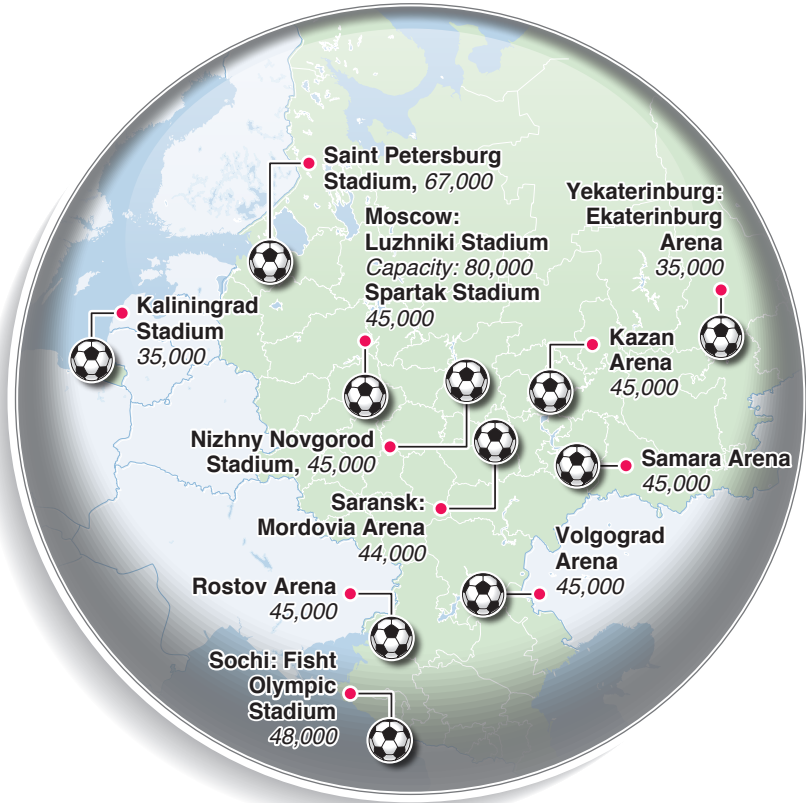 Saint Petersburg
Stadium, 67,000
Moscow:
Luzhniki Stadium
Capacity: 80,000
Spartak Stadium
45,000
Yekaterinburg:
Ekaterinburg
Arena
35,000
Kaliningrad
Stadium
35,000
Kazan
Arena
45,000
Nizhny Novgorod
Stadium, 45,000
Samara Arena
45,000
Saransk:
Mordovia Arena
44,000
Volgograd
Arena
45,000
Rostov Arena
45,000
Sochi: Fisht
Olympic
Stadium
48,000